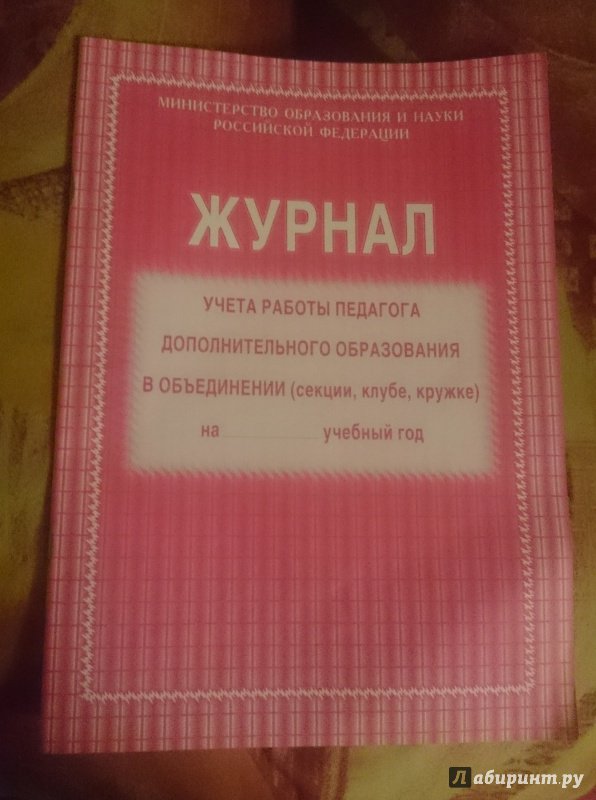 МИНИСТЕРСТВО ОБРАЗОВАНИЯ И НАУКИ
РОССИЙСКОЙ ФЕДЕРАЦИИ
ЖУРНАЛ
УЧЕТА РАБОТЫ ПЕДАГОГА
ДОПОЛНИТЕЛЬНОГО ОБРАЗОВАНИЯ
В ОБЪЕДИНЕНИИ (секции, клубе, кружке)
на учебный год
Лабиринт.ру